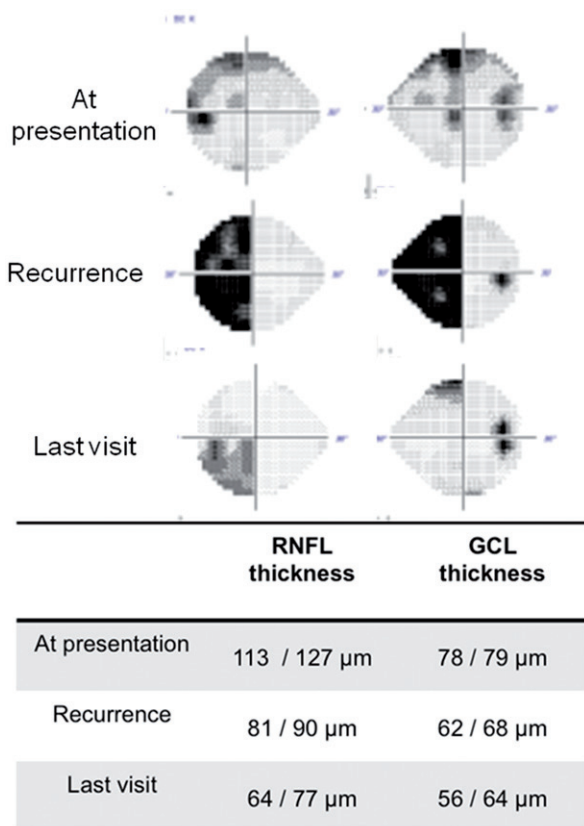 At
presentation
Recurrence
Last visit
RNFL
thickness
GCL
thickness
At presentation
113 / 127 µm
78 / 79 µm
Recurrence
81 / 90 µm
62 / 68 µm
Last visit
64 / 77 µm
56 / 64 µm